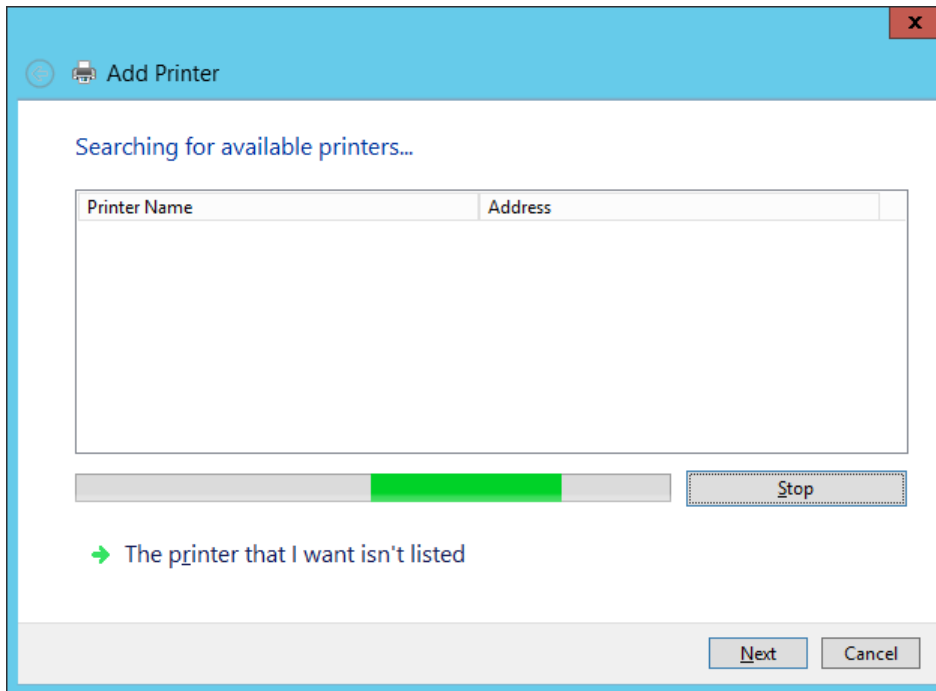 x
Add Printer
Searching for available printers...
Printer Name Address
Stop
The printer that I want isn't listed
Next Cancel